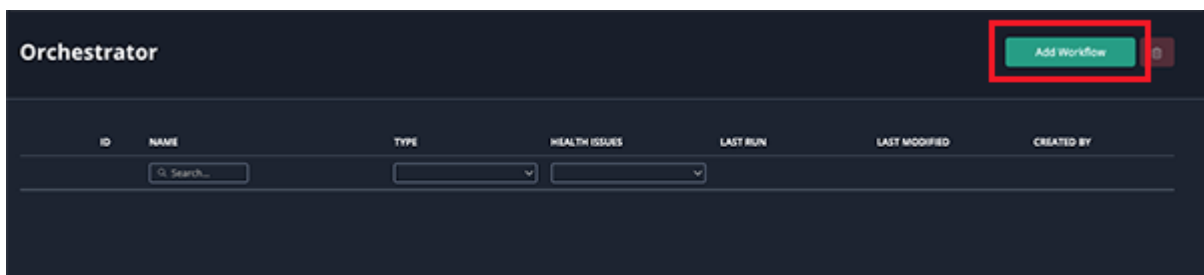 Orchestrator
Add Workflow
ID NAME TYPE HEALTH ISSUES LAST RUN LAST MODIFIED CREATED BY
Search...